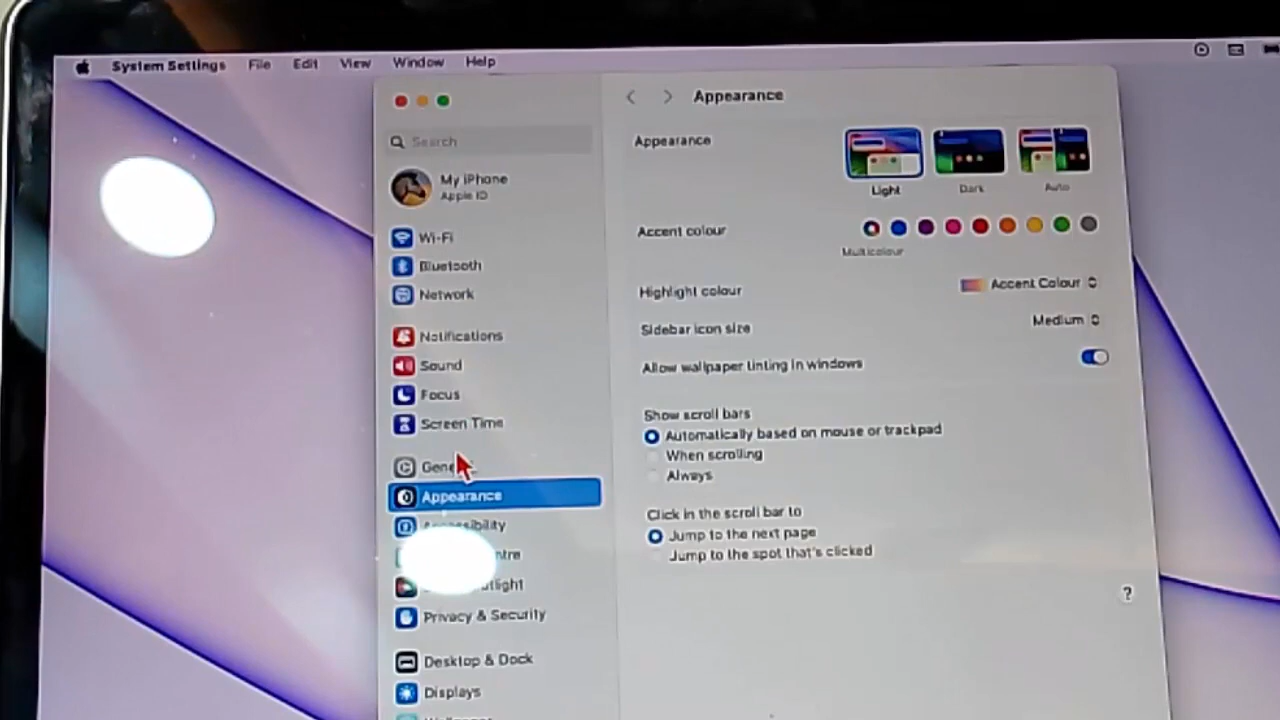 System Settings File Edit View Window Help
Appearance
Search
My iPhone
Apple ID
Wi-Fi
Bluetooth
Network
Notifications
Sound
Focus
Screen Time
Appearance
Privacy & Security
Desktop & Dock
Displays
Appearance
Light Dark Auto
Accent colour
Multicolour
Highlight colour Accent Colour
Sidebar icon size Medium
Allow wallpaper tinting in windows
Show scroll bars
Automatically based on mouse or trackpad
When scrolling
Always
Click in the scroll bar to
Jump to the next page
Jump to the spot that's clicked
?